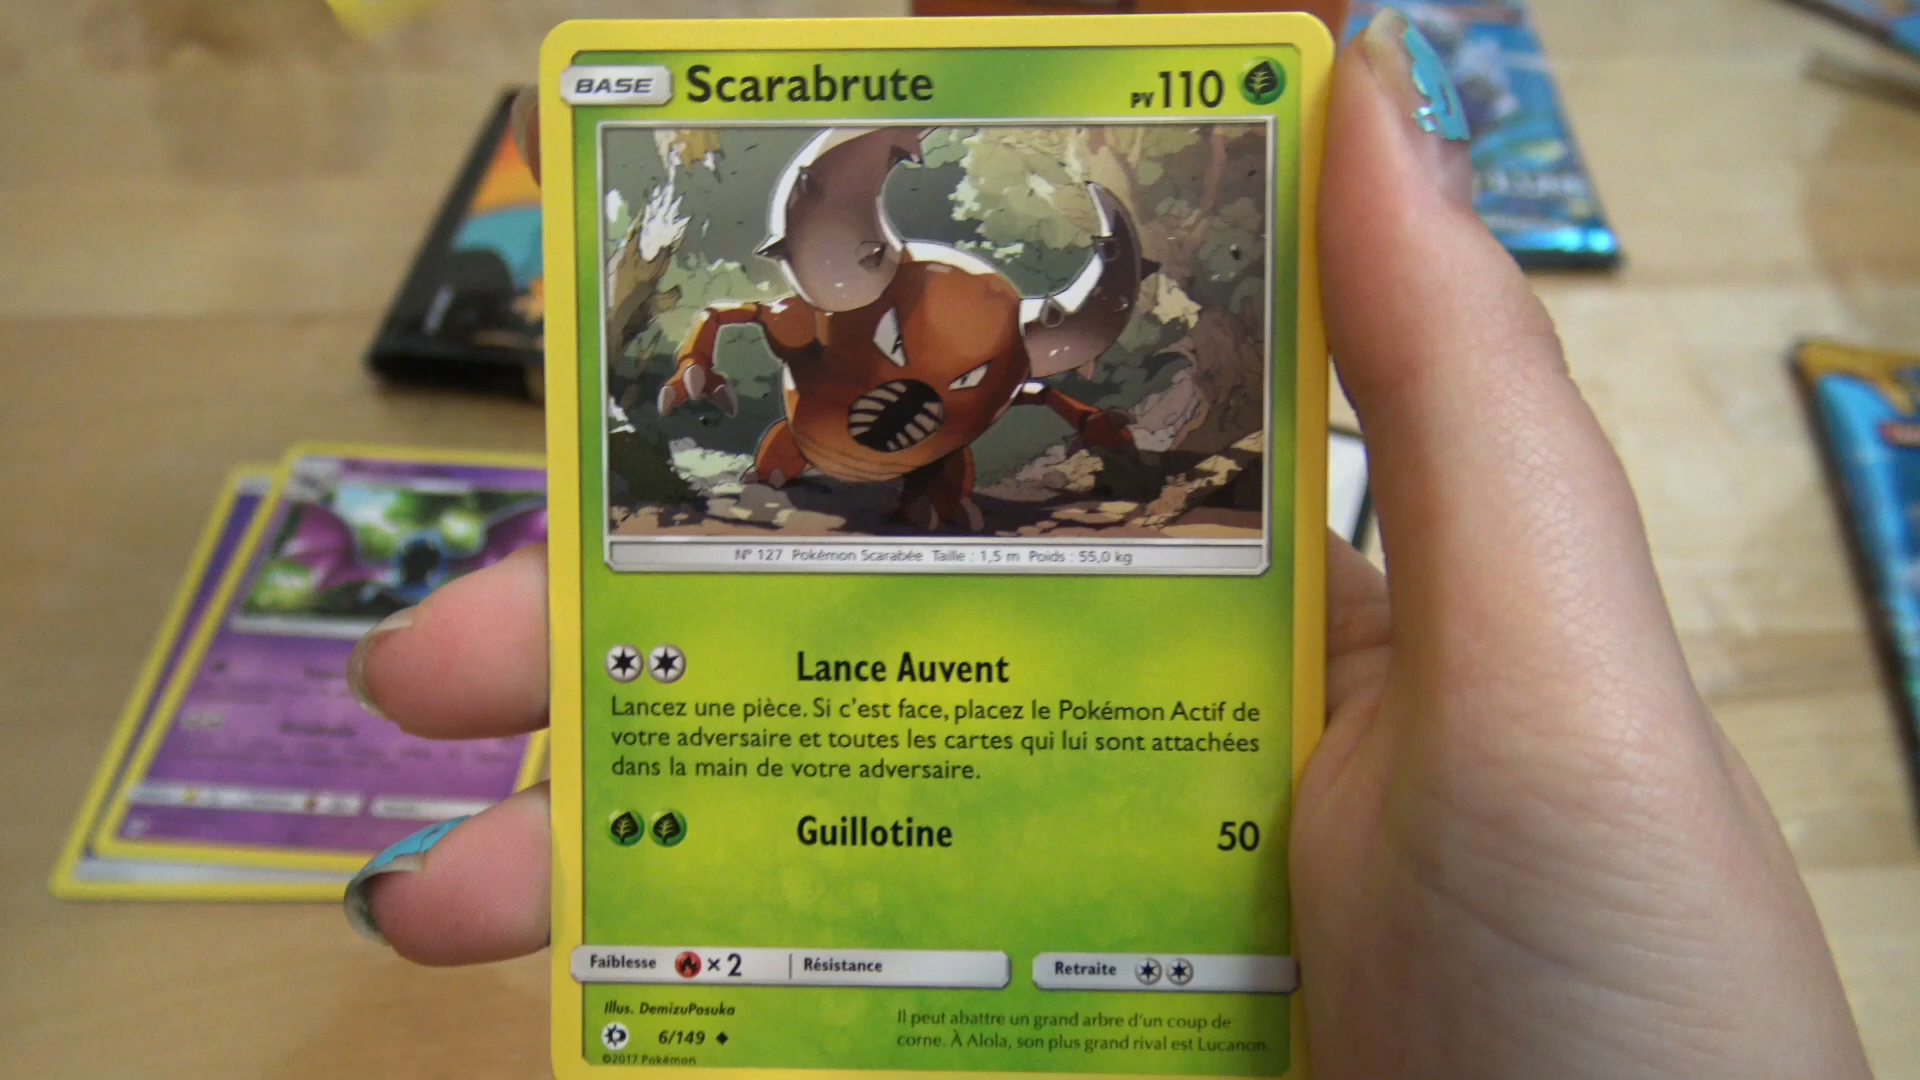 BASE Scarabrute PV 110
N° 127 Pokémon Scarabée Taille : 1,5 m Poids : 55,0 kg
Lance Auvent
Lancez une pièce. Si c'est face, placez le Pokémon Actif de
votre adversaire et toutes les cartes qui lui sont attachées
dans la main de votre adversaire.
Guillotine 50
Faiblesse ×2 Résistance Retraite
Illus. DemizuPosuka
6/149
©2017 Pokémon
Il peut abattre un grand arbre d'un coup de
corne. À Alola, son plus grand rival est Lucanon.